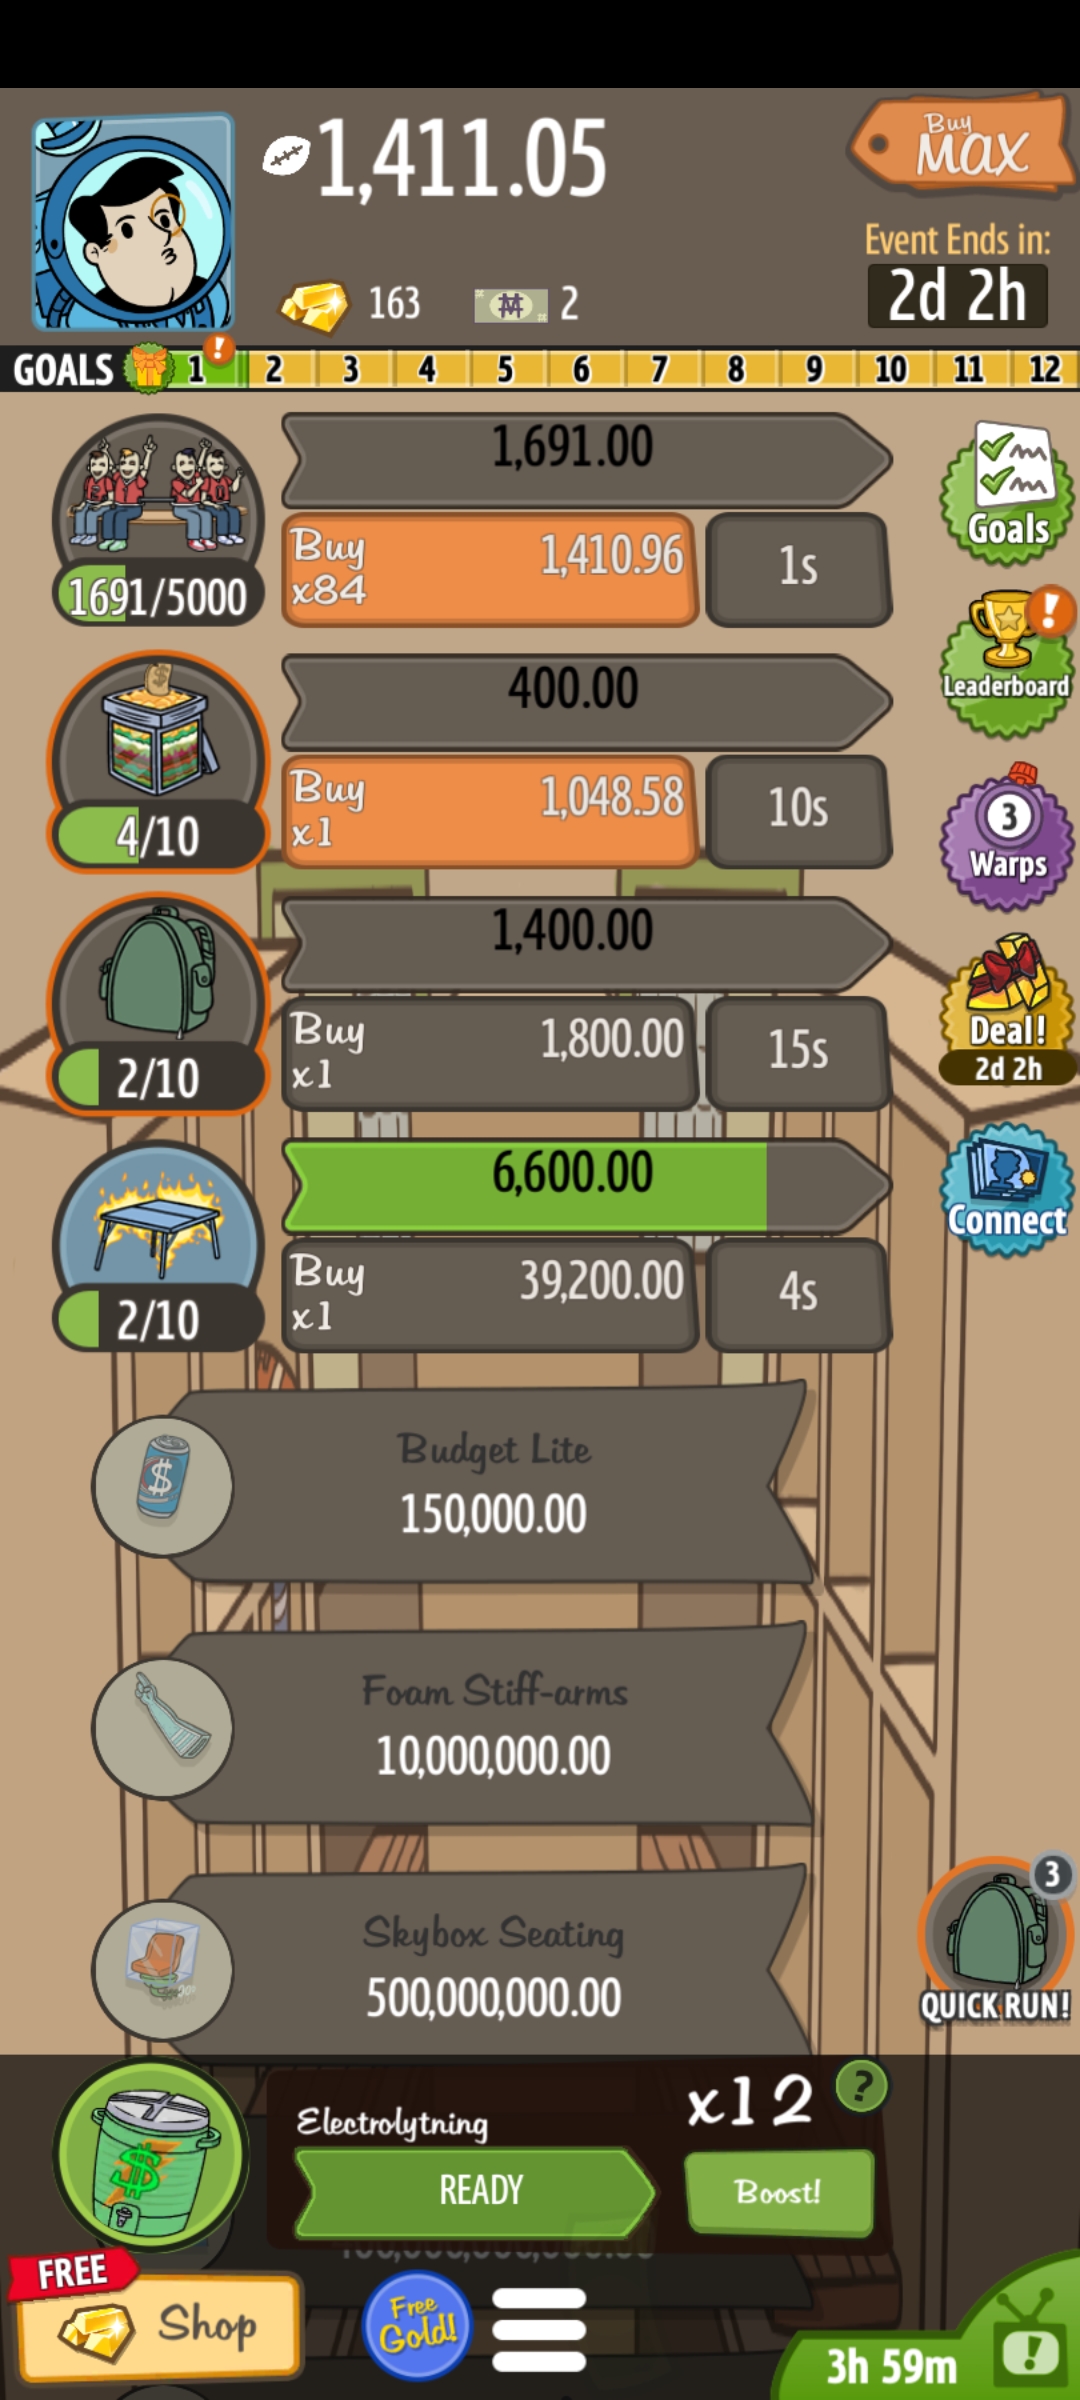 1,411.05
Buy
MAX
Event Ends in:
2d 2h
163
2
GOALS 1 ! 2 3 4 5 6 7 8 9 10 11 12
1,691.00
Buy
x84
1,410.96
1s
1691/5000
Goals
400.00
Buy
x1
1,048.58
10s
4/10
!
Leaderboard
1,400.00
Buy
x1
1,800.00
15s
2/10
3
Warps
6,600.00
Buy
x1
39,200.00
4s
2/10
Deal!
2d 2h
Connect
Budget Lite
150,000.00
Foam Stiff-arms
10,000,000.00
Skybox Seating
500,000,000.00
3
QUICK RUN!
Electrolytning
x12
?
READY
Boost!
FREE
Shop
Free
Gold!
3h 59m
!